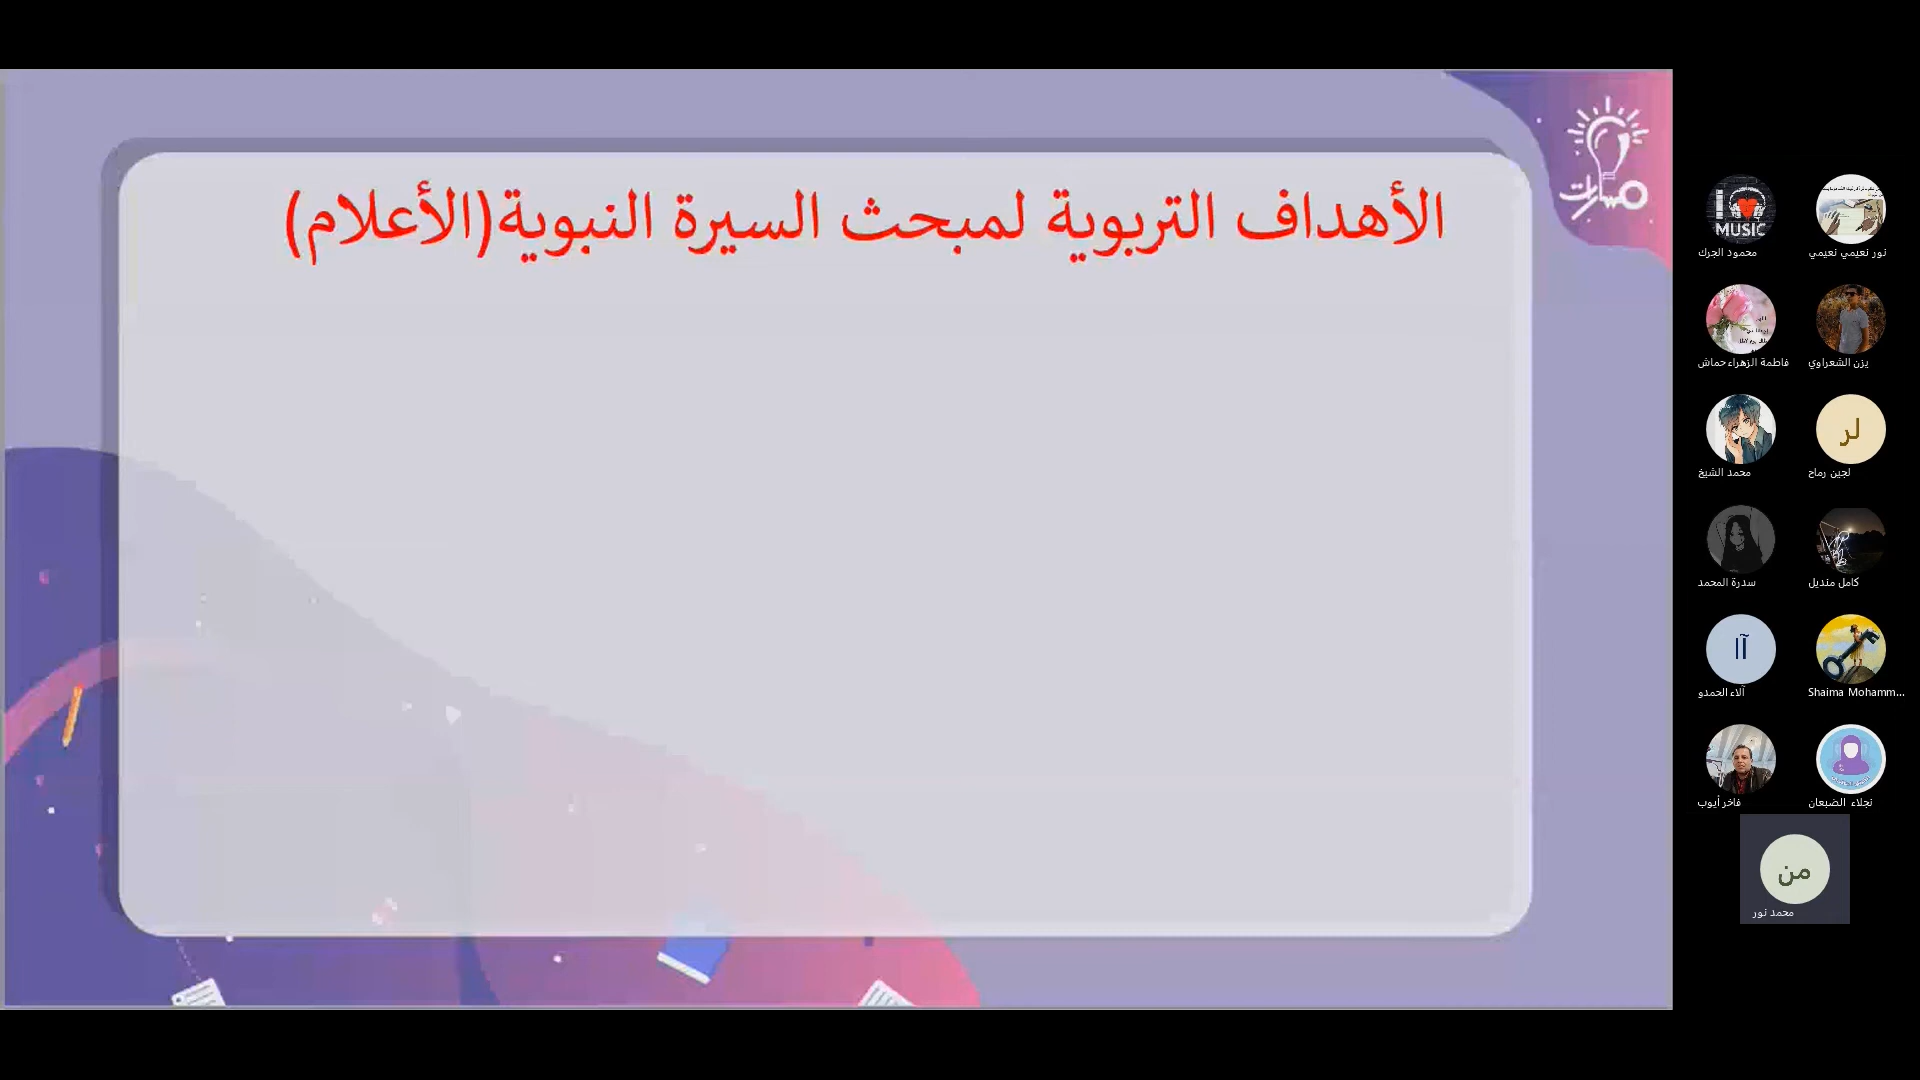 الأهداف التربوية لمبحث السيرة النبوية(الأعلام)
مسارات
I
MUSIC
محمود الجرك
نور نعيمي نعيمي
فاطمة الزهراء حماش
يزن الشعراوي
محمد الشيخ
لر
لجين رماح
سدرة المحمد
كامل منديل
آا
آلاء الحمدو
Shaima Mohamm...
فاخر أيوب
نجلاء الضبعان
من
محمد نور